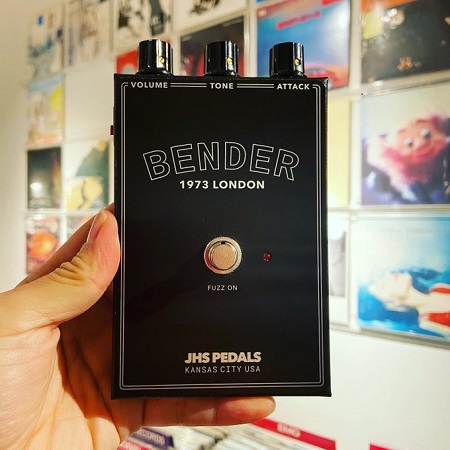 VOLUME TONE ATTACK
BENDER
1973 LONDON
FUZZ ON
JHS PEDALS
KANSAS CITY USA